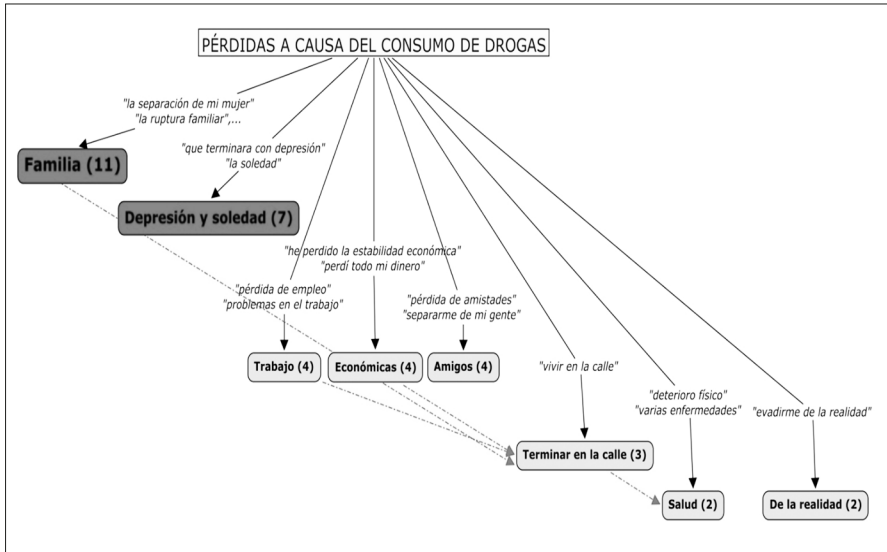 PÉRDIDAS A CAUSA DEL CONSUMO DE DROGAS
"la separación de mi mujer"
"la ruptura familiar",...
Familia (11)
"que terminara con depresión"
"la soledad"
Depresión y soledad (7)
"he perdido la estabilidad económica"
"perdí todo mi dinero"
"pérdida de empleo"
"problemas en el trabajo"
"pérdida de amistades"
"separarme de mi gente"
Trabajo (4)
Económicas (4)
Amigos (4)
"vivir en la calle"
"deterioro físico"
"varias enfermedades"
"evadirme de la realidad"
Terminar en la calle (3)
Salud (2)
De la realidad (2)